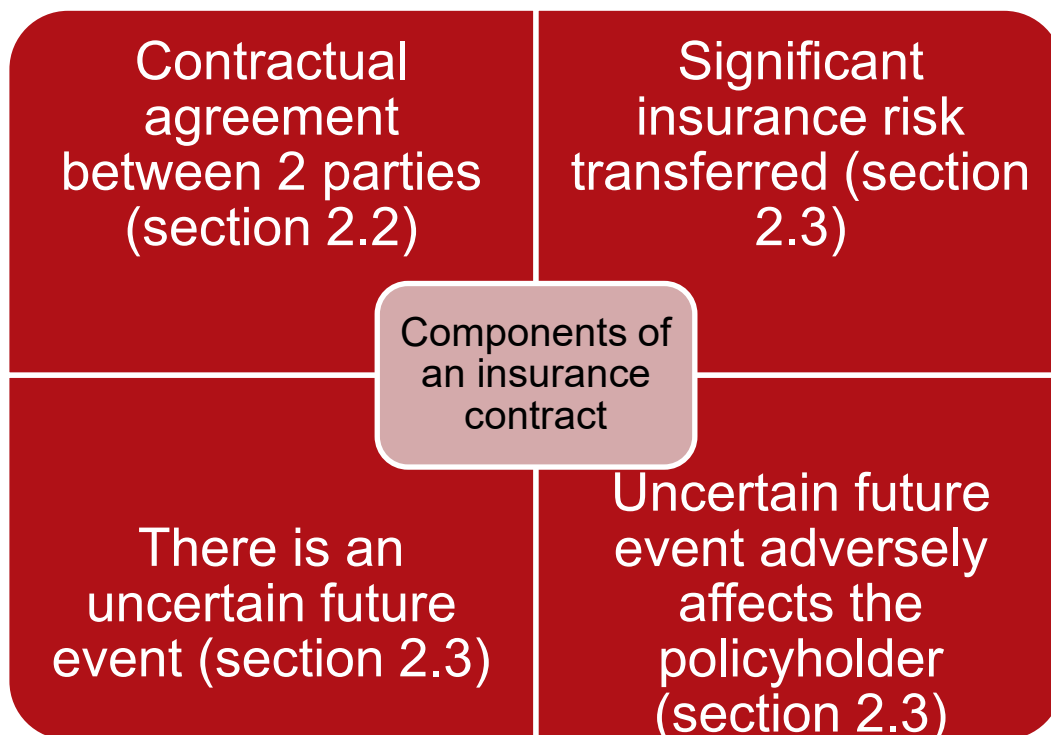 Contractual
agreement
between 2 parties
(section 2.2)
Significant
insurance risk
transferred (section
2.3)
Components of
an insurance
contract
There is an
uncertain future
event (section 2.3)
Uncertain future
event adversely
affects the
policyholder
(section 2.3)